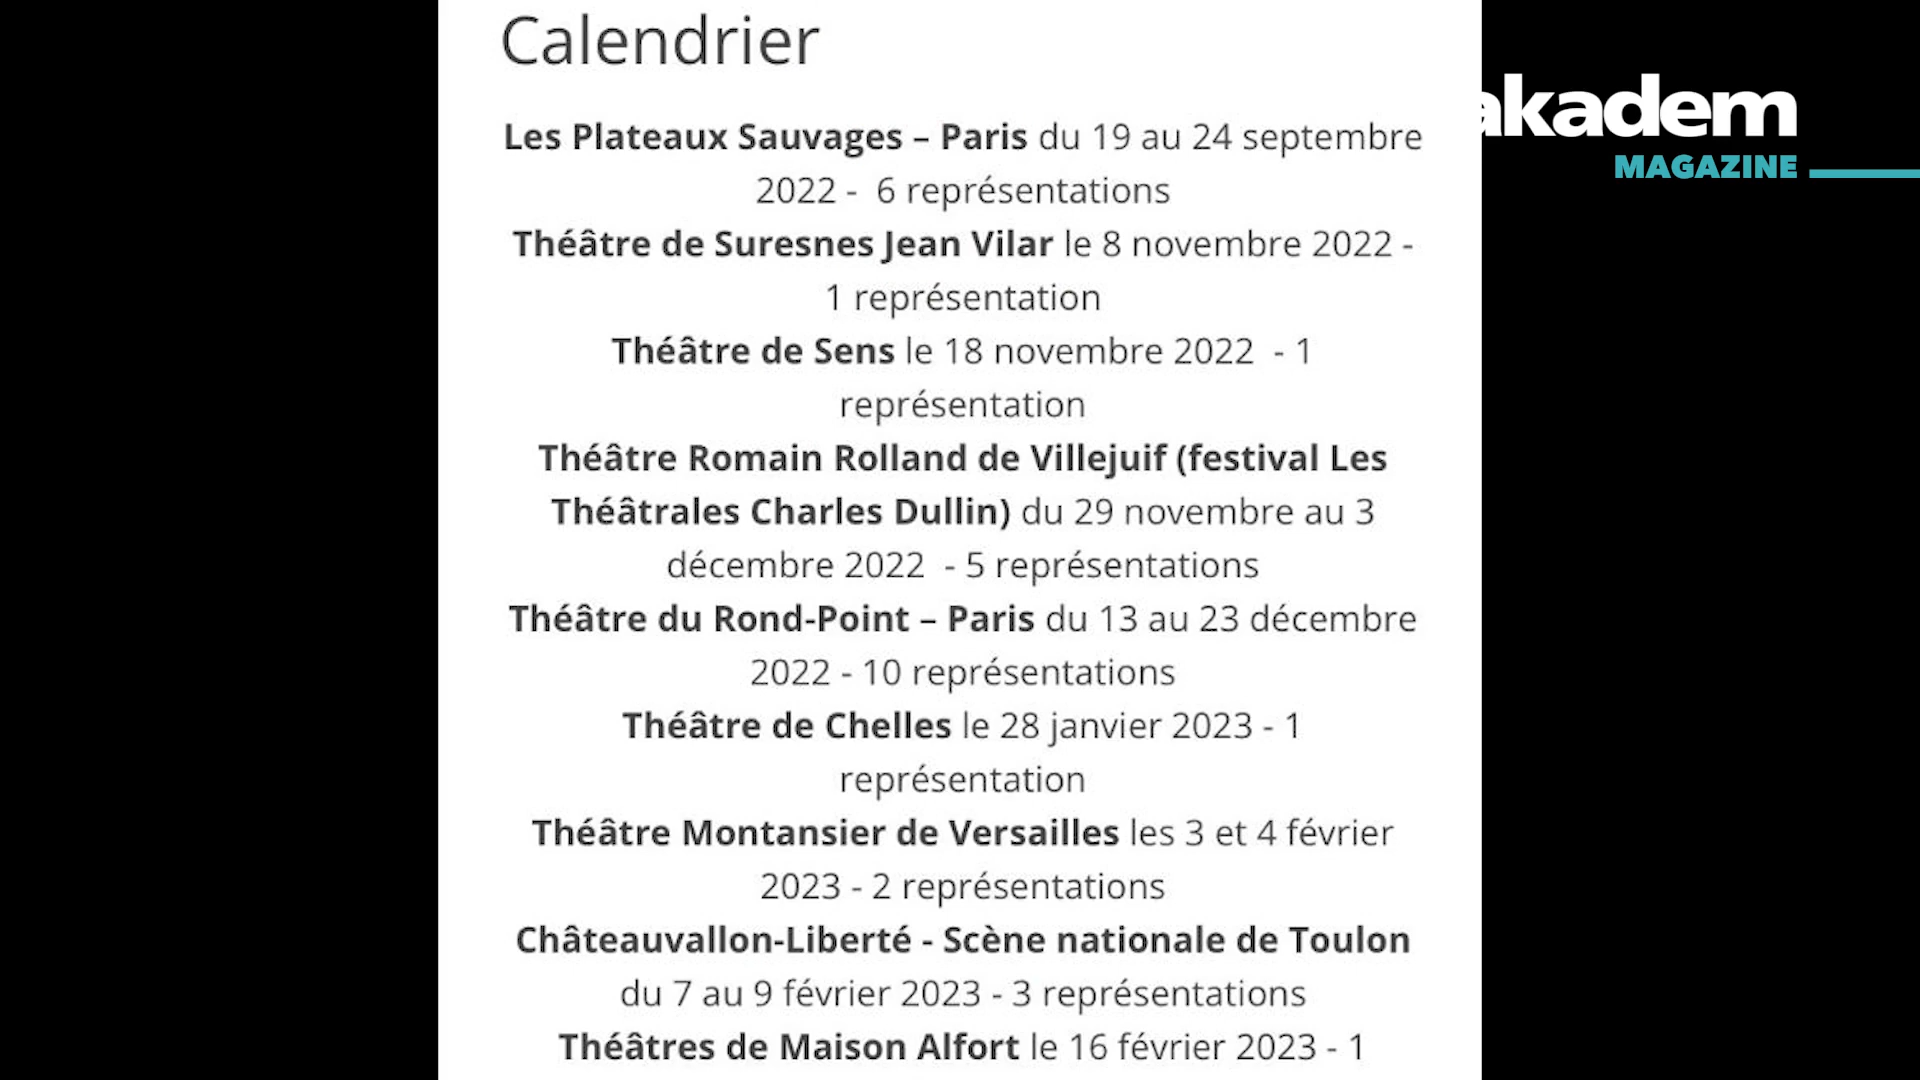 Calendrier
Les Plateaux Sauvages – Paris du 19 au 24 septembre
2022 - 6 représentations
Théâtre de Suresnes Jean Vilar le 8 novembre 2022 -
1 représentation
Théâtre de Sens le 18 novembre 2022 - 1
représentation
Théâtre Romain Rolland de Villejuif (festival Les
Théâtrales Charles Dullin) du 29 novembre au 3
décembre 2022 - 5 représentations
Théâtre du Rond-Point – Paris du 13 au 23 décembre
2022 - 10 représentations
Théâtre de Chelles le 28 janvier 2023 - 1
représentation
Théâtre Montansier de Versailles les 3 et 4 février
2023 - 2 représentations
Châteauvallon-Liberté - Scène nationale de Toulon
du 7 au 9 février 2023 - 3 représentations
Théâtres de Maison Alfort le 16 février 2023 - 1
akadem
MAGAZINE